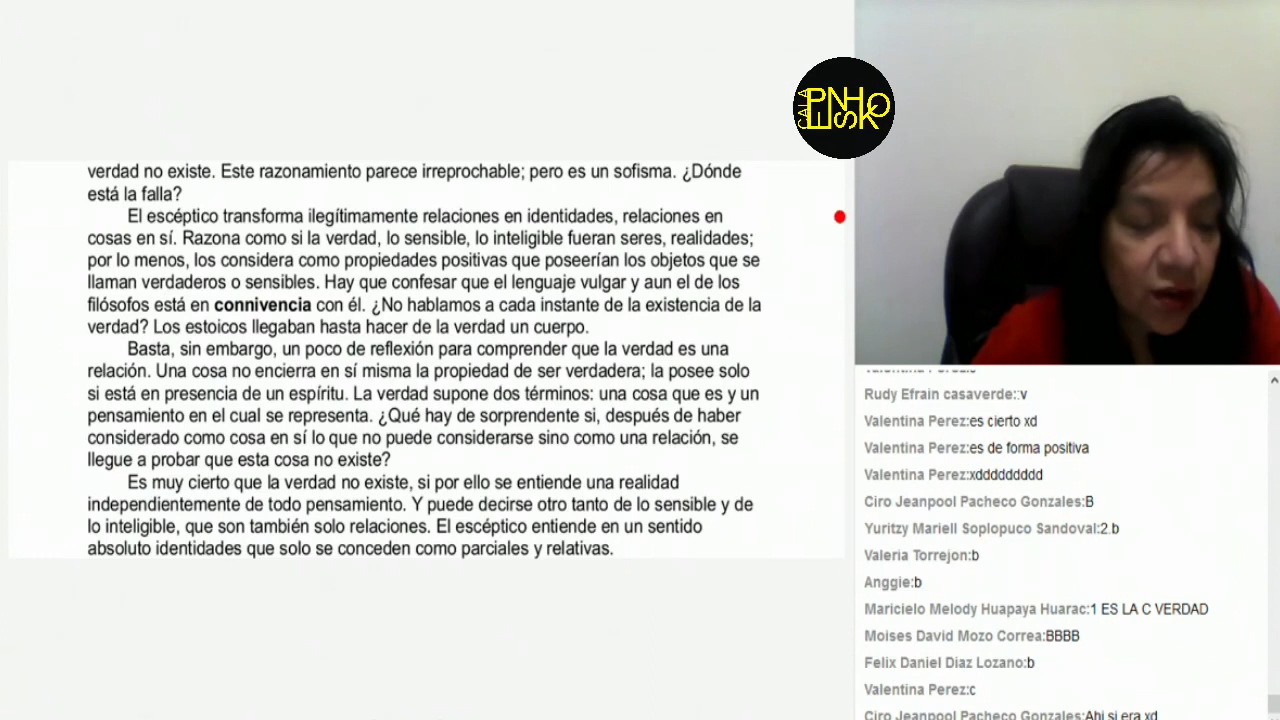 verdad no existe. Este razonamiento parece irreprochable; pero es un sofisma. ¿Dónde
está la falla?
El escéptico transforma ilegítimamente relaciones en identidades, relaciones en
cosas en sí. Razona como si la verdad, lo sensible, lo inteligible fueran seres, realidades;
por lo menos, los considera como propiedades positivas que poseerían los objetos que se
llaman verdaderos o sensibles. Hay que confesar que el lenguaje vulgar y aun el de los
filósofos está en connivencia con él. ¿No hablamos a cada instante de la existencia de la
verdad? Los estoicos llegaban hasta hacer de la verdad un cuerpo.
Basta, sin embargo, un poco de reflexión para comprender que la verdad es una
relación. Una cosa no encierra en sí misma la propiedad de ser verdadera; la posee solo
si está en presencia de un espíritu. La verdad supone dos términos: una cosa que es y un
pensamiento en el cual se representa. ¿Qué hay de sorprendente si, después de haber
considerado como cosa en sí lo que no puede considerarse sino como una relación, se
llegue a probar que esta cosa no existe?
Es muy cierto que la verdad no existe, si por ello se entiende una realidad
independientemente de todo pensamiento. Y puede decirse otro tanto de lo sensible y de
lo inteligible, que son también solo relaciones. El escéptico entiende en un sentido
absoluto identidades que solo se conceden como parciales y relativas.
CALA
Rudy Efrain casaverde::v
Valentina Perez:es cierto xd
Valentina Perez:es de forma positiva
Valentina Perez:xddddddddd
Ciro Jeanpool Pacheco Gonzales:B
Yuritzy Mariell Soplopuco Sandoval:2.b
Valeria Torrejon:b
Anggie:b
Maricielo Melody Huapaya Huarac:1 ES LA C VERDAD
Moises David Mozo Correa:BBBB
Felix Daniel Diaz Lozano:b
Valentina Perez:c
Ciro Jeanpool Pacheco Gonzales:Ahi si era xd